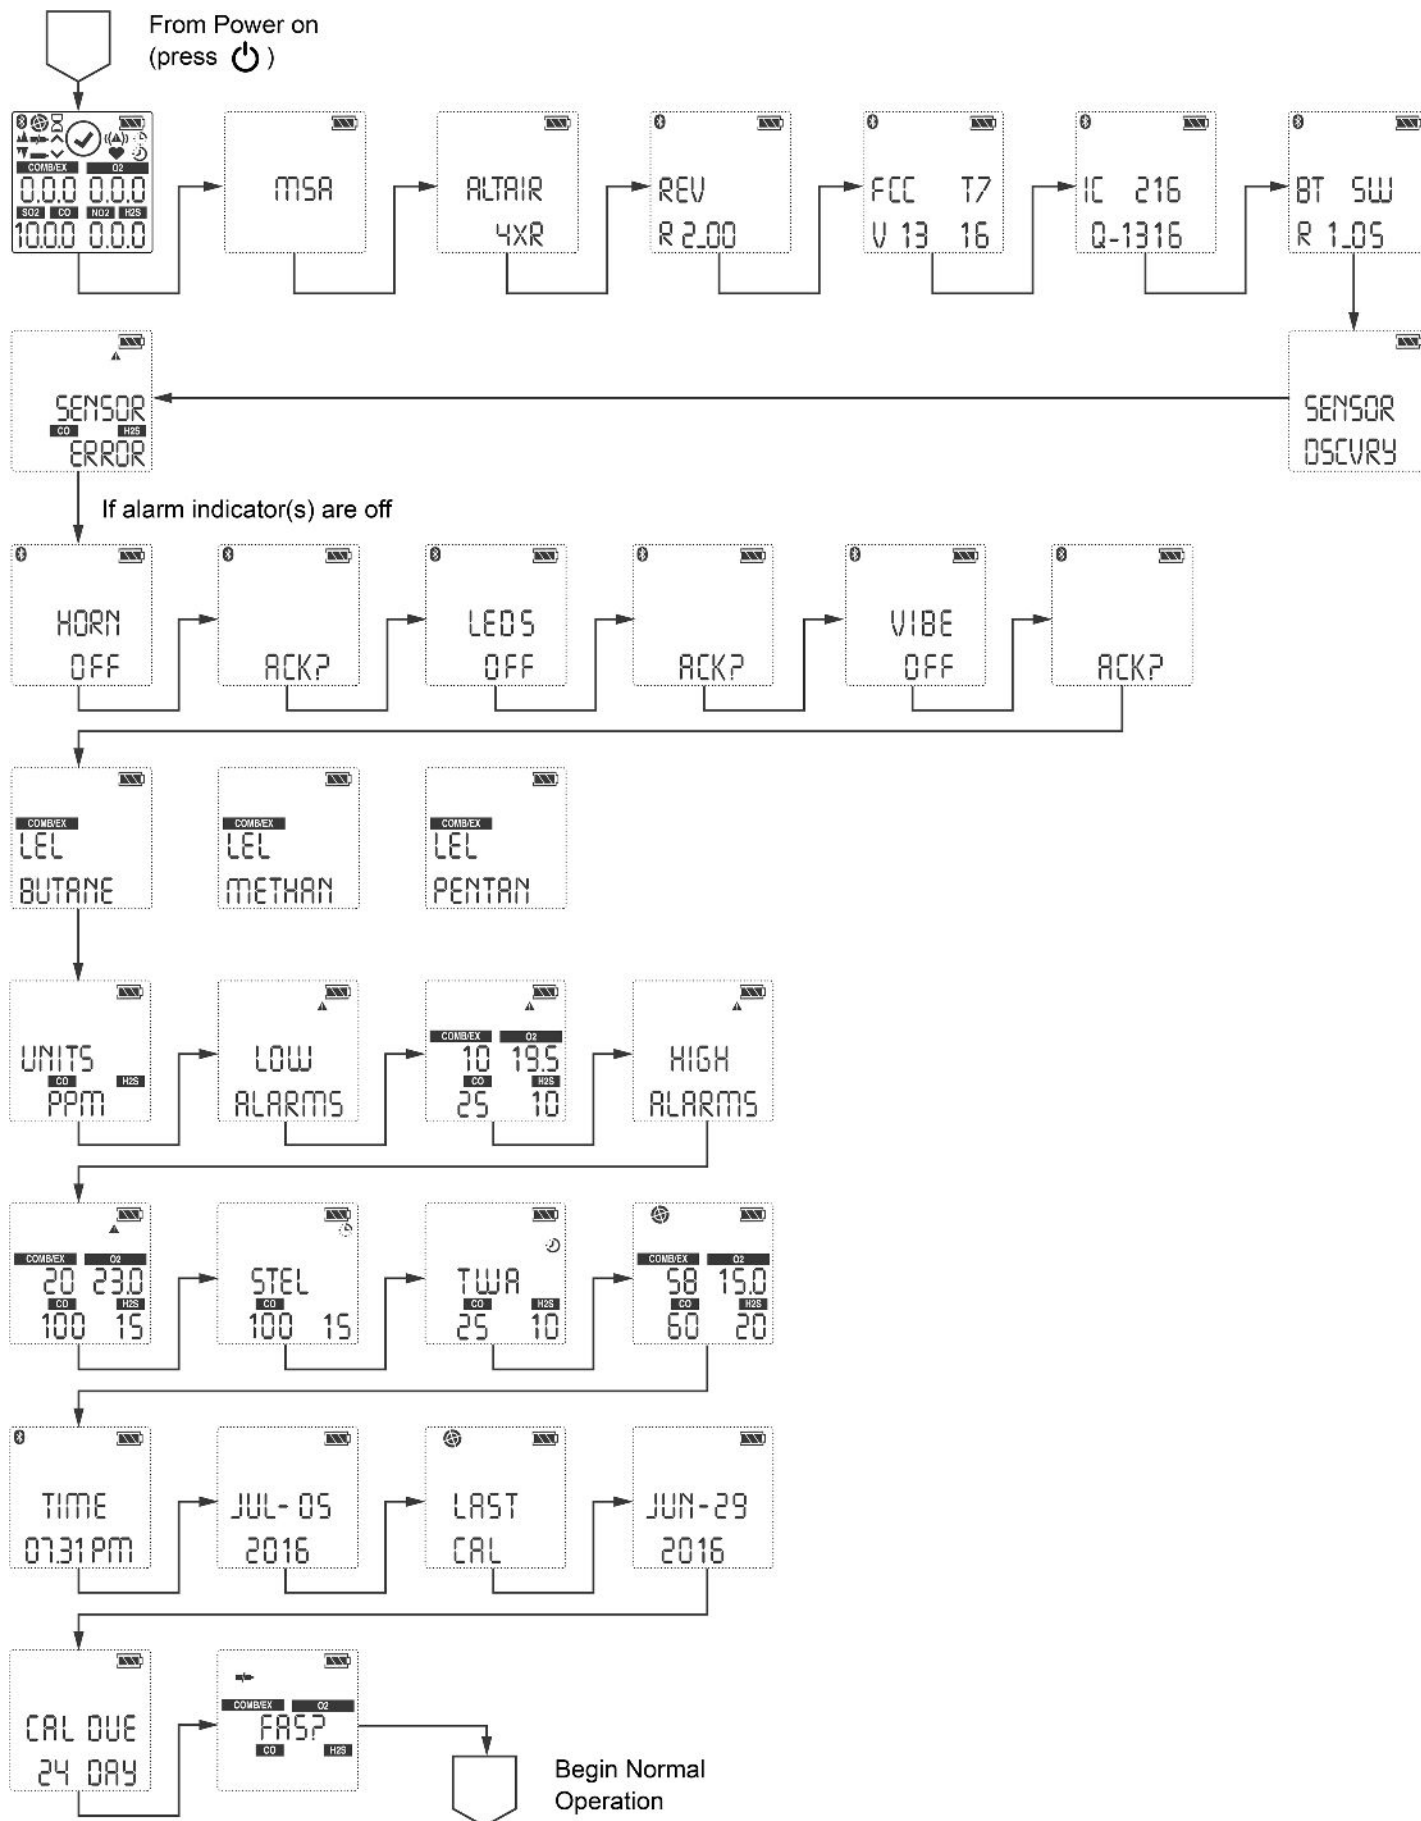 From Power on
(press )
COMB/EX O2
0.0.0 0.0.0
SO2 CO NO2 H2S
10.0.0 0.0.0
MSA
ALTAIR
4XR
REV
R 2_00
FCC T7
V 13 16
IC 216
Q-1316
BT SW
R 1_05
SENSOR
DSCVRY
SENSOR
CO H2S
ERROR
If alarm indicator(s) are off
HORN
OFF
ACK?
LEDS
OFF
ACK?
VIBE
OFF
ACK?
COMB/EX
LEL
BUTANE
COMB/EX
LEL
METHAN
COMB/EX
LEL
PENTAN
UNITS
CO H2S
PPM
LOW
ALARMS
COMB/EX O2
10 19.5
CO H2S
25 10
HIGH
ALARMS
COMB/EX O2
20 23.0
CO H2S
100 15
STEL
CO
100 15
TWA
CO H2S
25 10
COMB/EX O2
58 15.0
CO H2S
60 20
TIME
07.31PM
JUL-05
2016
LAST
CAL
JUN-29
2016
CAL DUE
24 DAY
COMB/EX O2
FAS?
CO H2S
Begin Normal
Operation